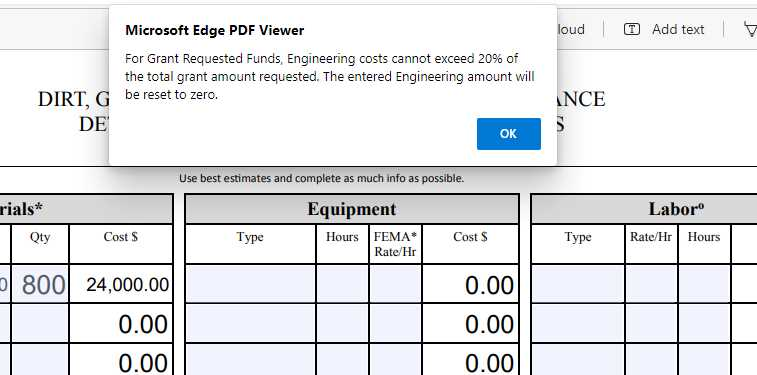 Microsoft Edge PDF Viewer
For Grant Requested Funds, Engineering costs cannot exceed 20% of
the total grant amount requested. The entered Engineering amount will
be reset to zero.
OK
loud
Add text
DIRT, G
ANCE
DE
S
Use best estimates and complete as much info as possible.
rials*
Equipment
Laborº
Qty
Cost $
Type
Hours
FEMA*
Rate/Hr
Cost $
Type
Rate/Hr
Hours
0
800
24,000.00
0.00
0.00
0.00
0.00
0.00